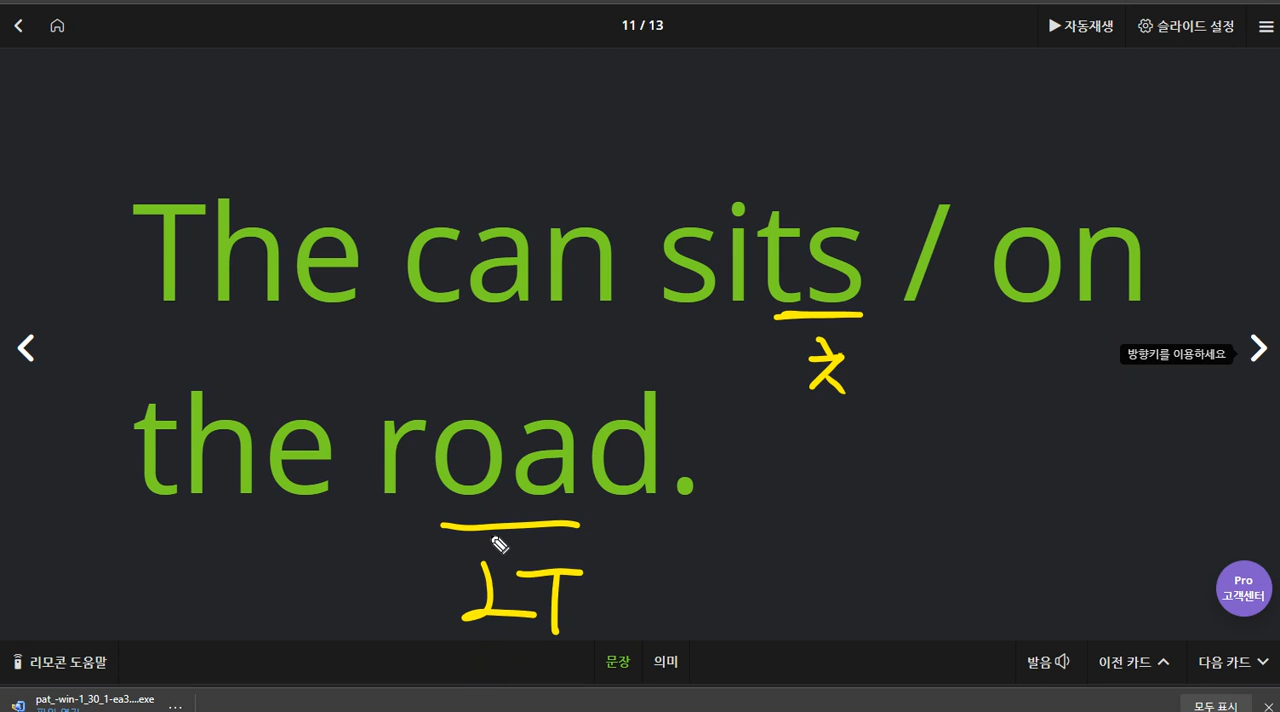 11 / 13
자동재생
슬라이드 설정
The can sits / on
ㅊ
방향키를 이용하세요
the road.
ㅗㅜ
Pro
고객센터
리모콘 도움말
문장
의미
발음
이전 카드
다음 카드
pat_-win-1_30_1-ea3....exe
...
모두 표시